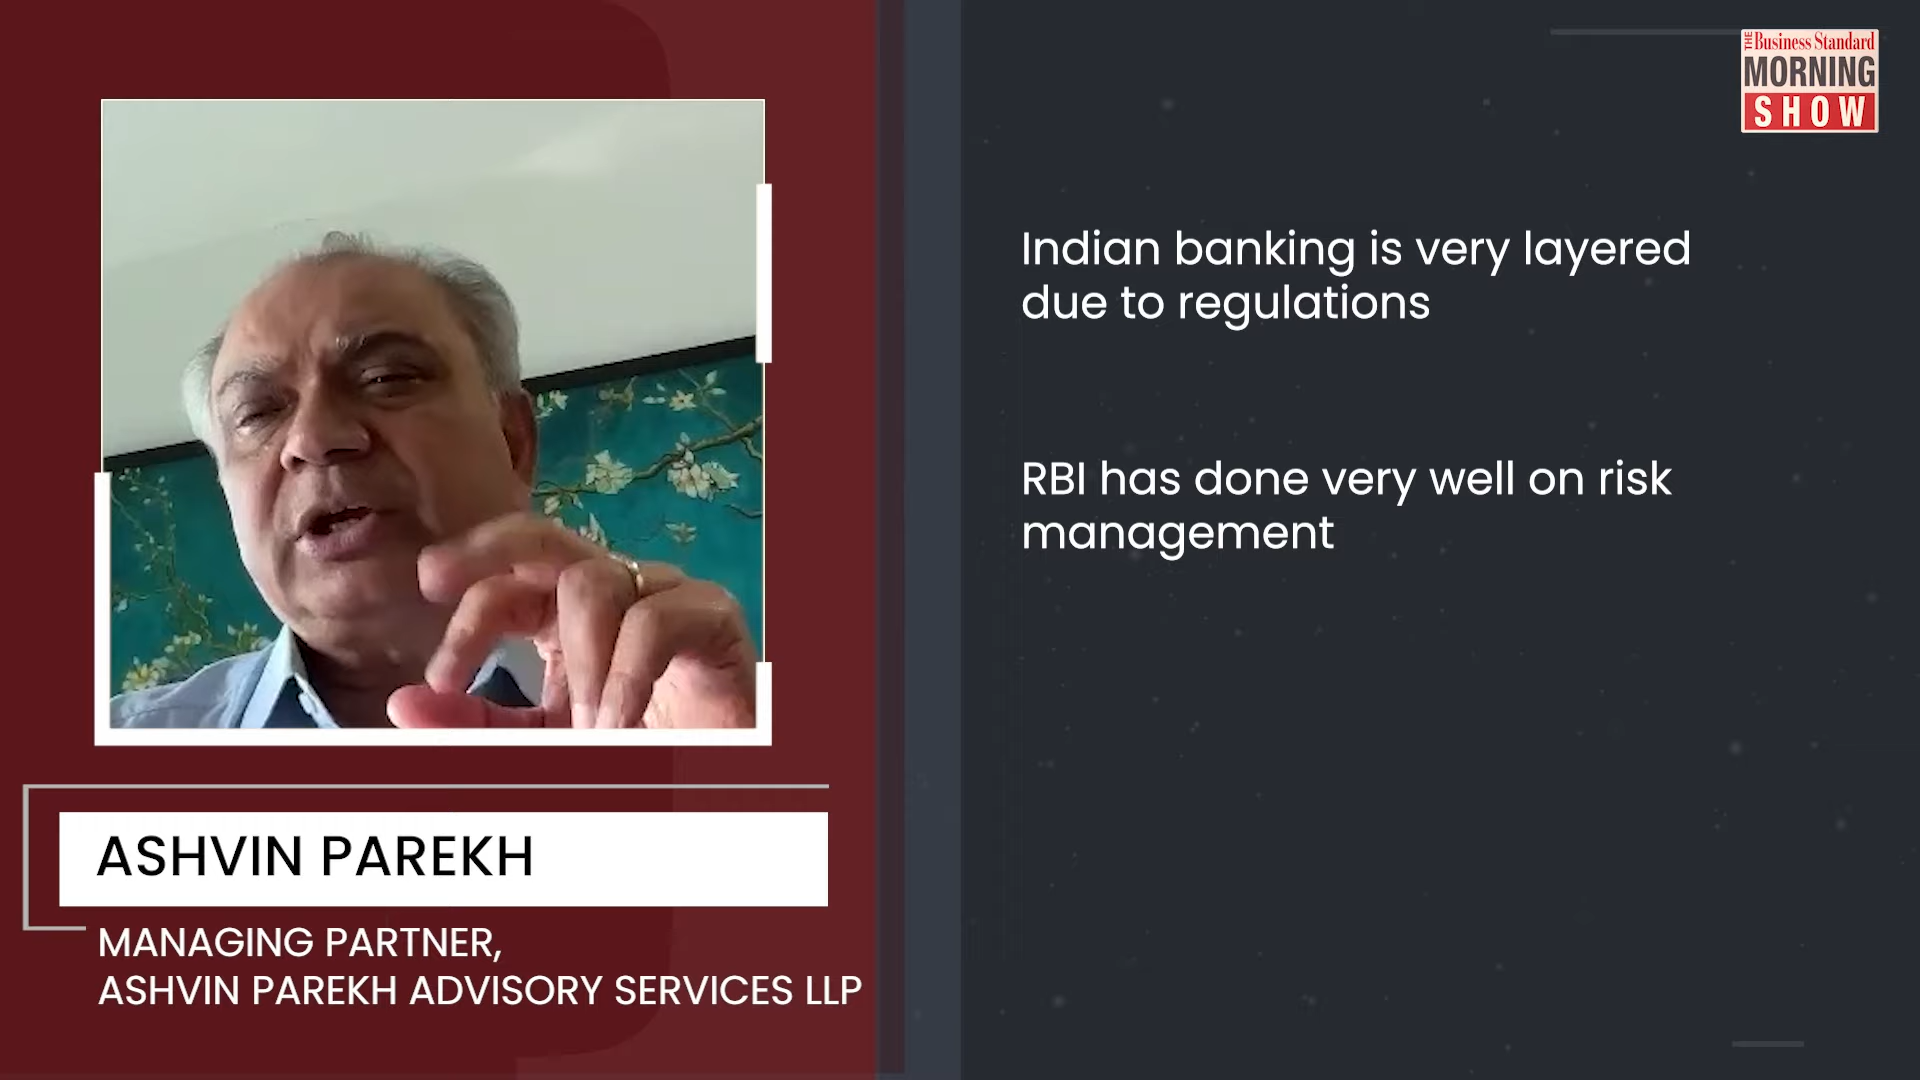 THE Business Standard
MORNING
SHOW
Indian banking is very layered
due to regulations
RBI has done very well on risk
management
ASHVIN PAREKH
MANAGING PARTNER,
ASHVIN PAREKH ADVISORY SERVICES LLP